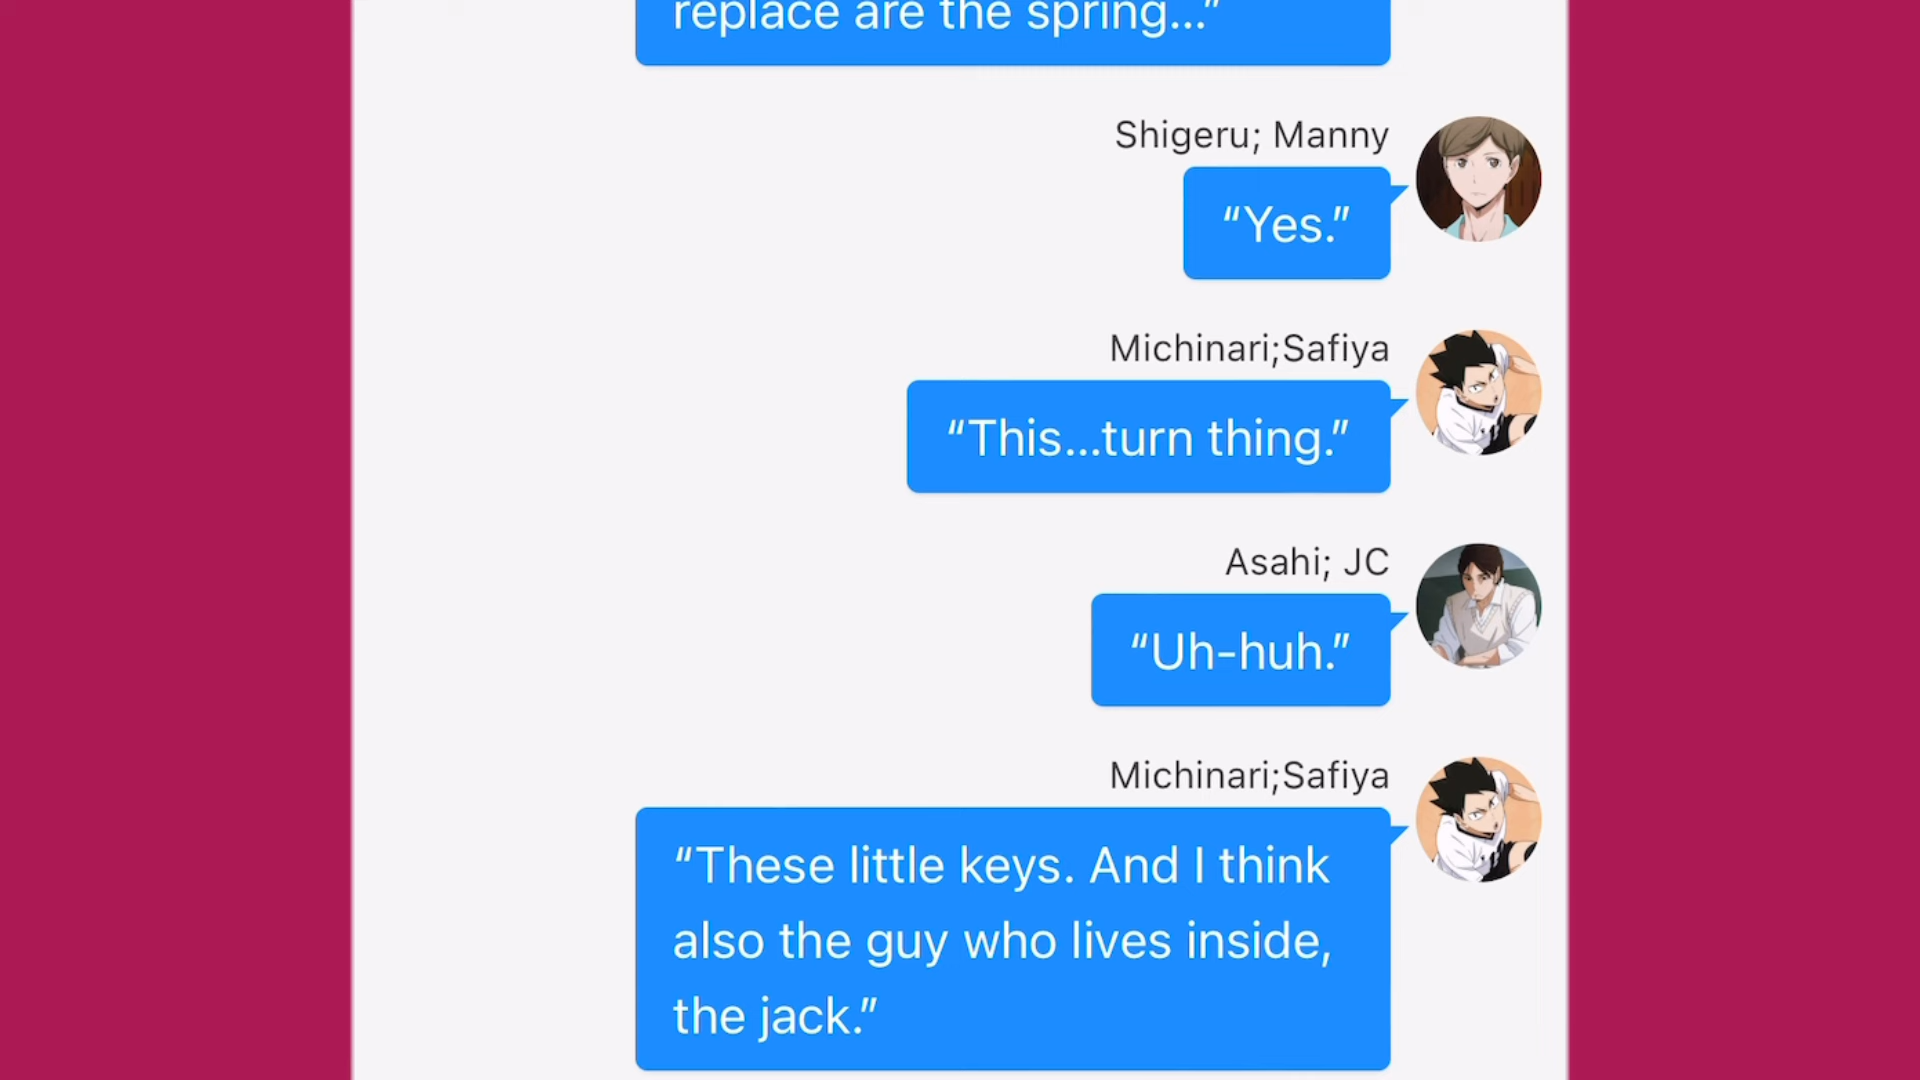 replace are the spring...”
Shigeru; Manny
“Yes.”
Michinari;Safiya
“This...turn thing.”
Asahi; JC
“Uh-huh.”
Michinari;Safiya
“These little keys. And I think
also the guy who lives inside,
the jack.”